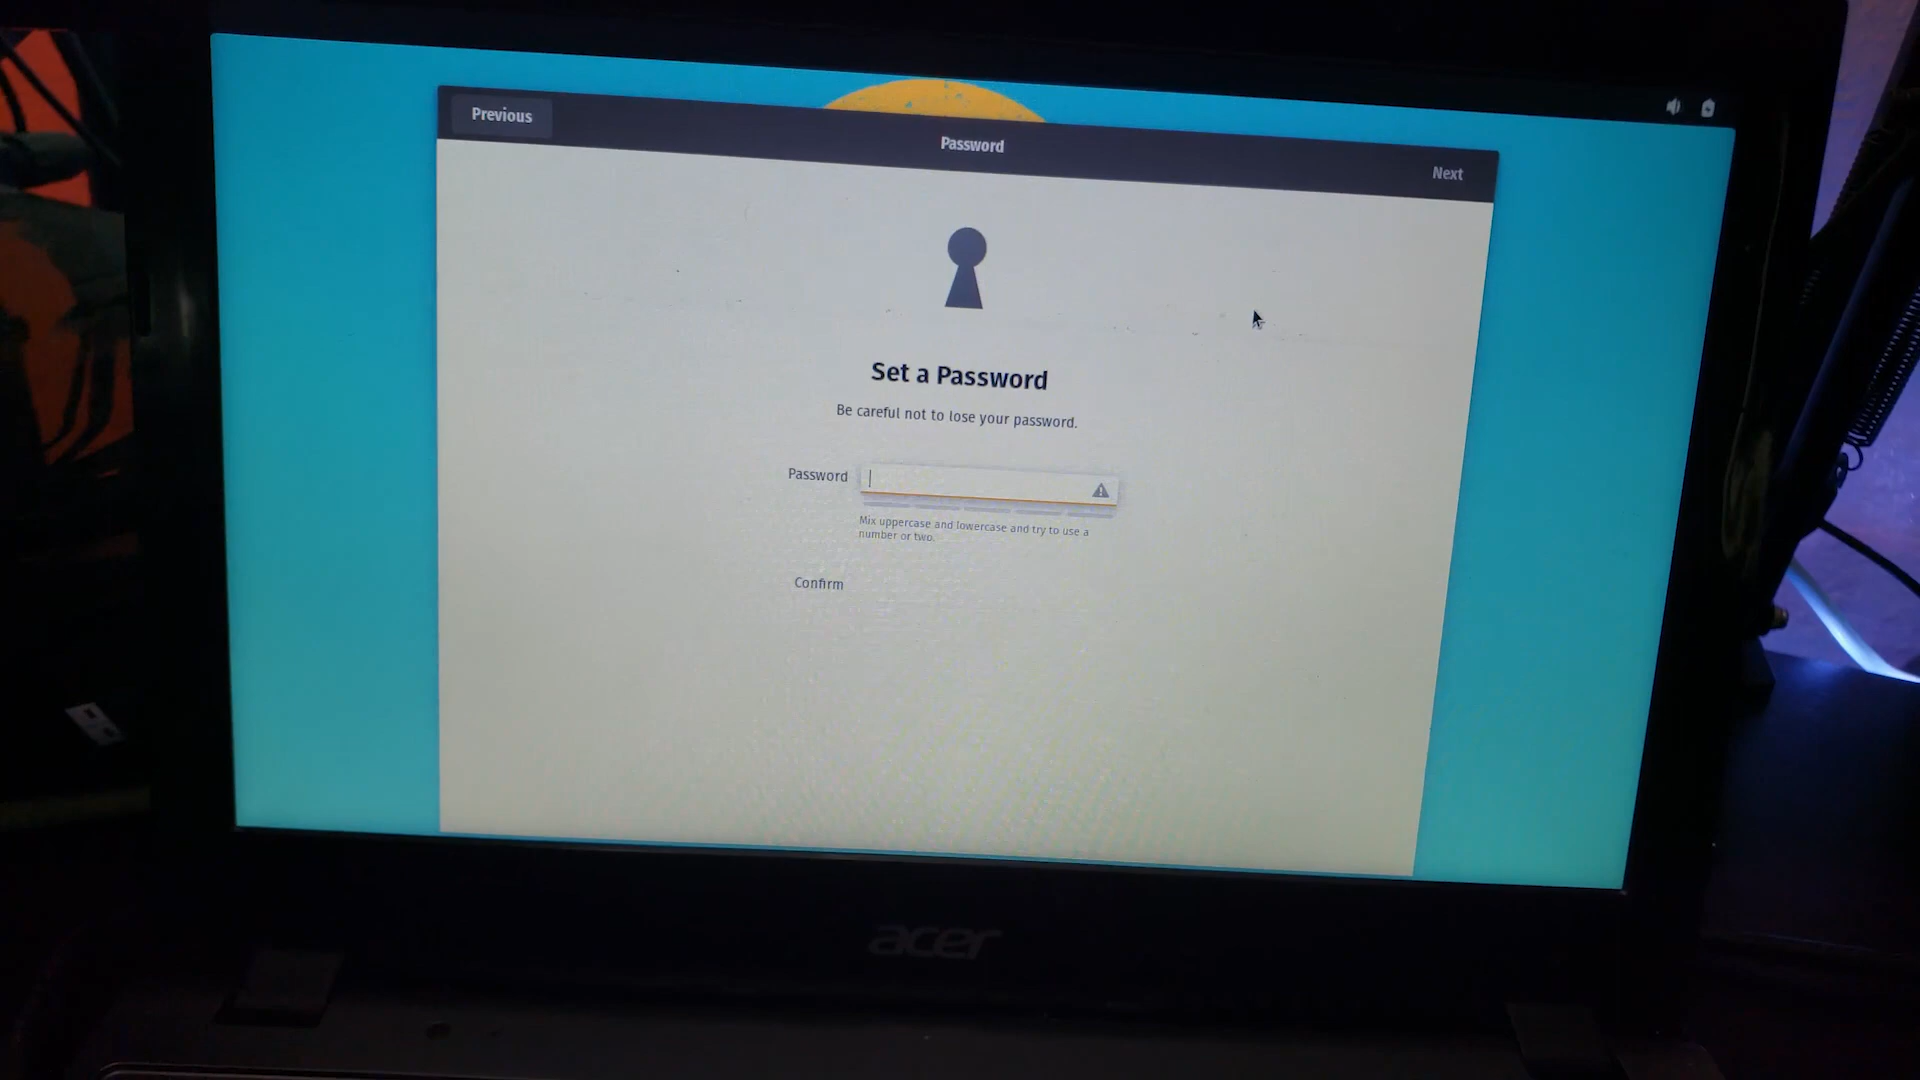 Previous
Password
Next
Set a Password
Be careful not to lose your password.
Password
Mix uppercase and lowercase and try to use a
number or two.
Confirm
acer